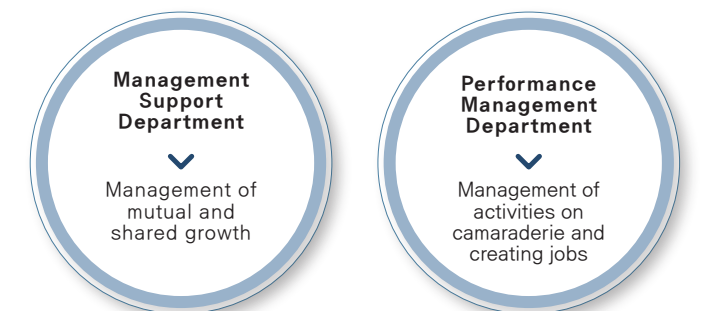 Management
Support
Department
Management of
mutual and
shared growth
Performance
Management
Department
Management of
activities on
camaraderie and
creating jobs